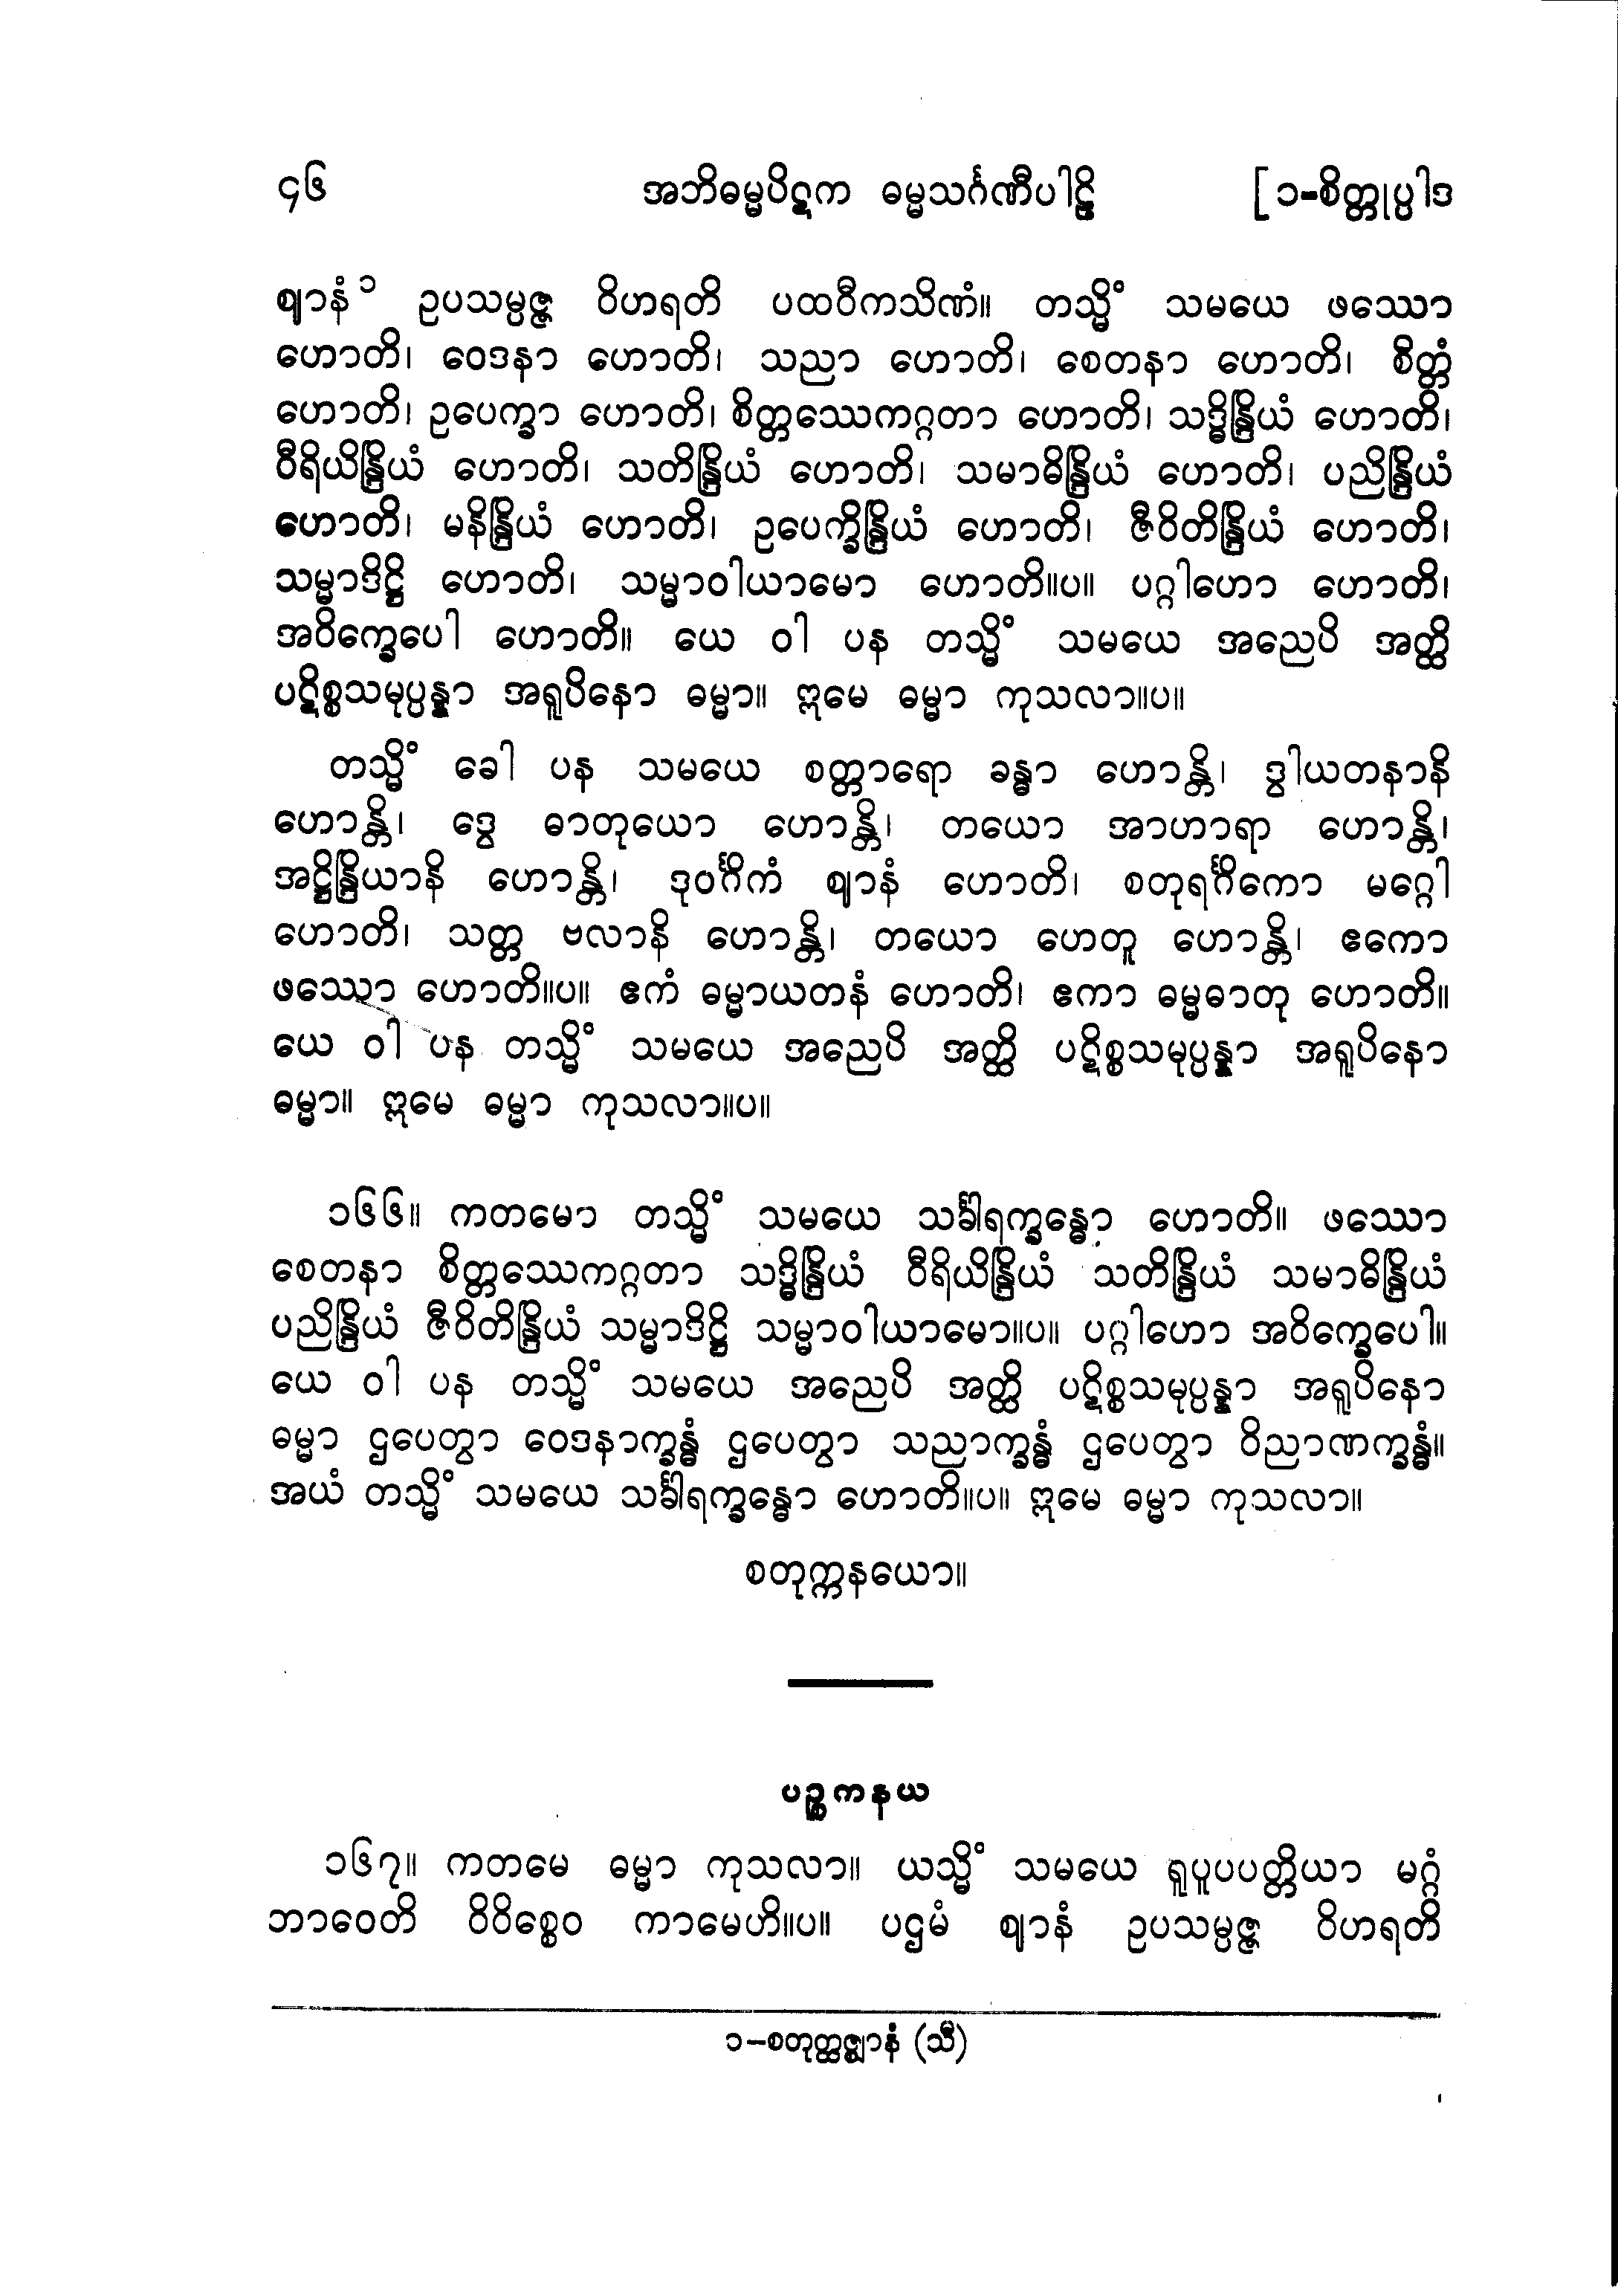 ၄၆ အဘိဓမ္မပိဋက ဓမ္မသင်္ဂဏီပါဠိ [၁-စိတ္တုပ္ပါဒ
ဈာနံ၁ ဥပသမ္ပဇ္ဇ ဝိဟရတိ ပထဝီကသိဏံ။ တသ္မိံ သမယေ ဖဿော
ဟောတိ၊ ဝေဒနာ ဟောတိ၊ သညာ ဟောတိ၊ စေတနာ ဟောတိ၊ စိတ္တံ
ဟောတိ၊ ဥပေက္ခာ ဟောတိ၊ စိတ္တဿေကဂ္ဂတာ ဟောတိ၊ သဒ္ဓိန္ဒြိယံ ဟောတိ၊
ဝီရိယိန္ဒြိယံ ဟောတိ၊ သတိန္ဒြိယံ ဟောတိ၊ သမာဓိန္ဒြိယံ ဟောတိ၊ ပညိန္ဒြိယံ
ဟောတိ၊ မနိန္ဒြိယံ ဟောတိ၊ ဥပေက္ခိန္ဒြိယံ ဟောတိ၊ ဇီဝိတိန္ဒြိယံ ဟောတိ၊
သမ္မာဒိဋ္ဌိ ဟောတိ၊ သမ္မာဝါယာမော ဟောတိ။ပ။ ပဂ္ဂါဟော ဟောတိ၊
အဝိက္ခေပေါ ဟောတိ။ ယေ ဝါ ပန တသ္မိံ သမယေ အညေပိ အတ္ထိ
ပဋိစ္စသမုပ္ပန္နာ အရူပိနော ဓမ္မာ။ ဣမေ ဓမ္မာ ကုသလာ။ပ။
တသ္မိံ ခေါ ပန သမယေ စတ္တာရော ခန္ဓာ ဟောန္တိ၊ ဒွါယတနာနိ
ဟောန္တိ၊ ဒွေ ဓာတုယော ဟောန္တိ၊ တယော အာဟာရာ ဟောန္တိ၊
အဋ္ဌိန္ဒြိယာနိ ဟောန္တိ၊ ဒုဝင်္ဂိကံ ဈာနံ ဟောတိ၊ စတုရင်္ဂိကော မဂ္ဂေါ
ဟောတိ၊ သတ္တ ဗလာနိ ဟောန္တိ၊ တယော ဟေတူ ဟောန္တိ၊ ဧကော
ဖဿော ဟောတိ။ပ။ ဧကံ ဓမ္မာယတနံ ဟောတိ၊ ဧကာ ဓမ္မဓာတု ဟောတိ။
ယေ ဝါ ပန တသ္မိံ သမယေ အညေပိ အတ္ထိ ပဋိစ္စသမုပ္ပန္နာ အရူပိနော
ဓမ္မာ။ ဣမေ ဓမ္မာ ကုသလာ။ပ။
၁၆၆။ ကတမော တသ္မိံ သမယေ သင်္ခါရက္ခန္ဓော ဟောတိ။ ဖဿော
စေတနာ စိတ္တဿေကဂ္ဂတာ သဒ္ဓိန္ဒြိယံ ဝီရိယိန္ဒြိယံ သတိန္ဒြိယံ သမာဓိန္ဒြိယံ
ပညိန္ဒြိယံ ဇီဝိတိန္ဒြိယံ သမ္မာဒိဋ္ဌိ သမ္မာဝါယာမော။ပ။ ပဂ္ဂါဟော အဝိက္ခေပေါ။
ယေ ဝါ ပန တသ္မိံ သမယေ အညေပိ အတ္ထိ ပဋိစ္စသမုပ္ပန္နာ အရူပိနော
ဓမ္မာ ဌပေတွာ ဝေဒနာက္ခန္ဓံ ဌပေတွာ သညာက္ခန္ဓံ ဌပေတွာ ဝိညာဏက္ခန္ဓံ။
အယံ တသ္မိံ သမယေ သင်္ခါရက္ခန္ဓော ဟောတိ။ပ။ ဣမေ ဓမ္မာ ကုသလာ။
စတုက္ကနယော။
ပဉ္စကနယ
၁၆၇။ ကတမေ ဓမ္မာ ကုသလာ။ ယသ္မိံ သမယေ ရူပူပပတ္တိယာ မဂ္ဂံ
ဘာဝေတိ ဝိဝိစ္စေဝ ကာမေဟိ။ပ။ ပဌမံ ဈာနံ ဥပသမ္ပဇ္ဇ ဝိဟရတိ
၁-စတုတ္ထဇ္ဈာနံ (သီ)